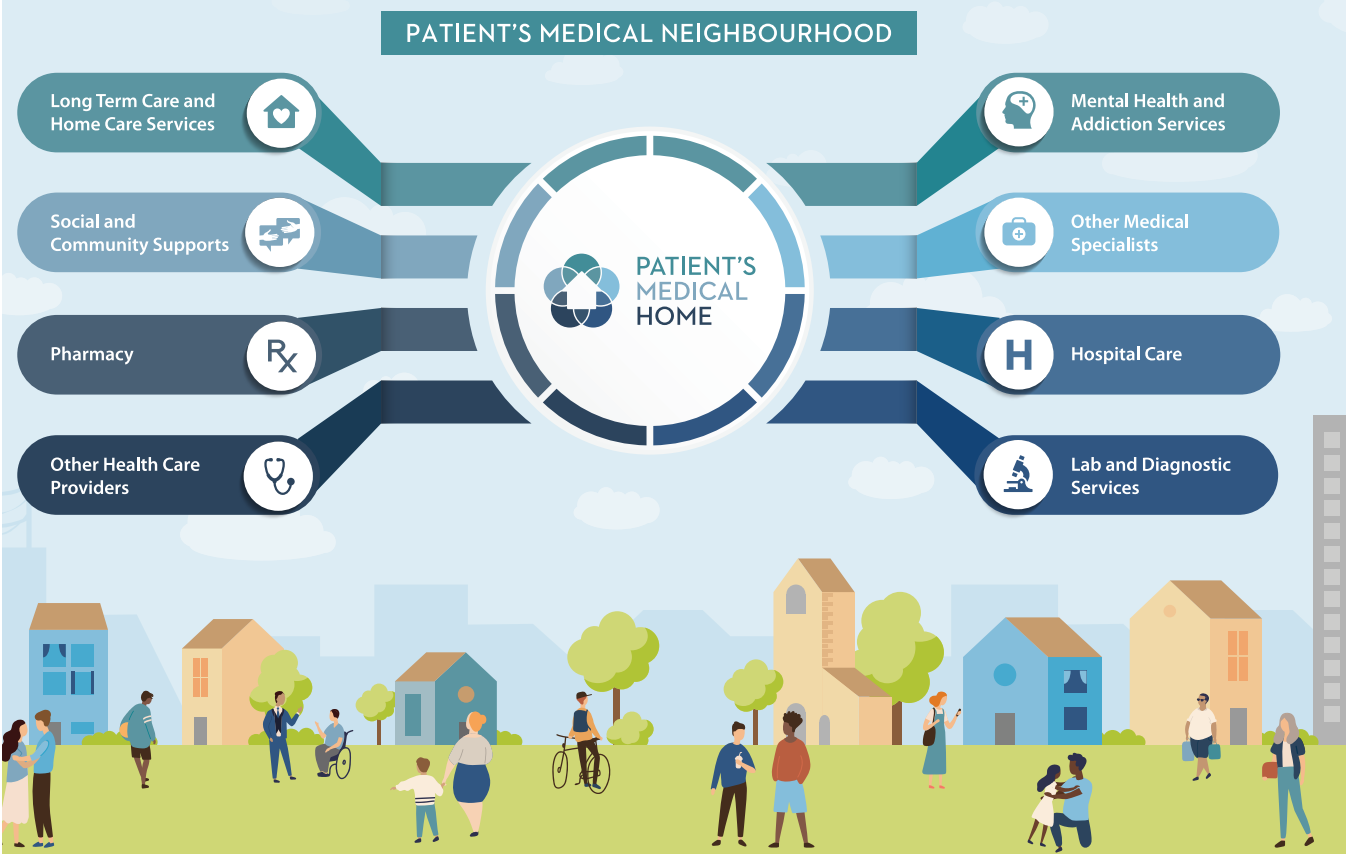 PATIENT'S MEDICAL NEIGHBOURHOOD
Long Term Care and
Home Care Services
Social and
Community Supports
Pharmacy
Rx
Other Health Care
Providers
PATIENT'S
MEDICAL
HOME
Mental Health and
Addiction Services
Other Medical
Specialists
H
Hospital Care
Lab and Diagnostic
Services